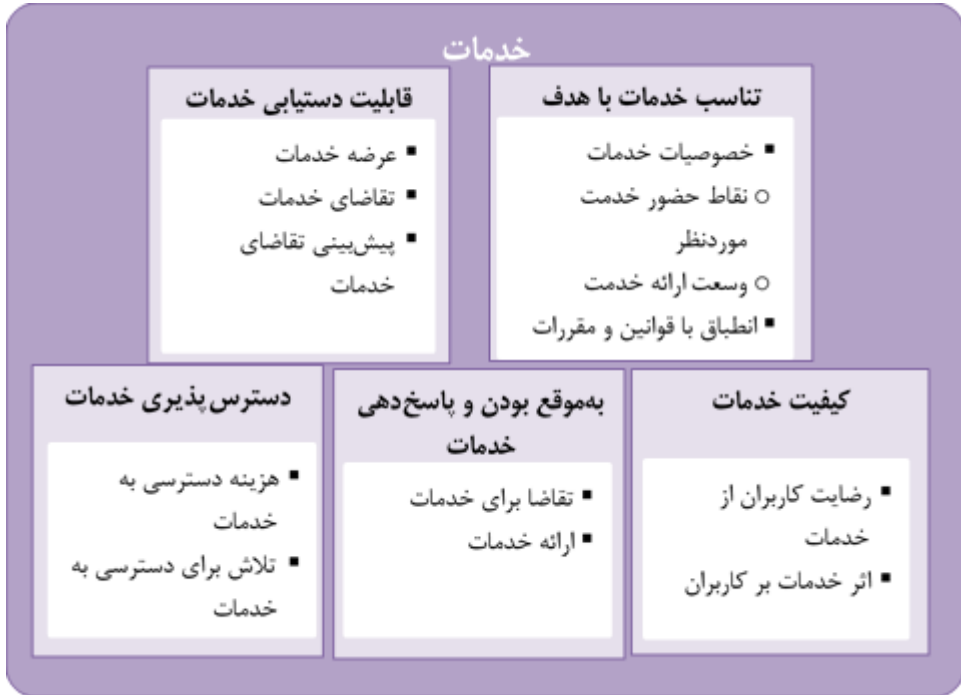 خدمات
تناسب خدمات با هدف
▪ خصوصیات خدمات
○ نقاط حضور خدمت
موردنظر
○ وسعت ارائه خدمت
▪ انطباق با قوانین و مقررات
قابلیت دستیابی خدمات
▪ عرضه خدمات
▪ تقاضای خدمات
▪ پیش‌بینی تقاضای
خدمات
کیفیت خدمات
▪ رضایت کاربران از
خدمات
▪ اثر خدمات بر کاربران
به‌موقع بودن و پاسخ‌دهی
خدمات
▪ تقاضا برای خدمات
▪ ارائه خدمات
دسترس‌پذیری خدمات
▪ هزینه دسترسی به
خدمات
▪ تلاش برای دسترسی به
خدمات